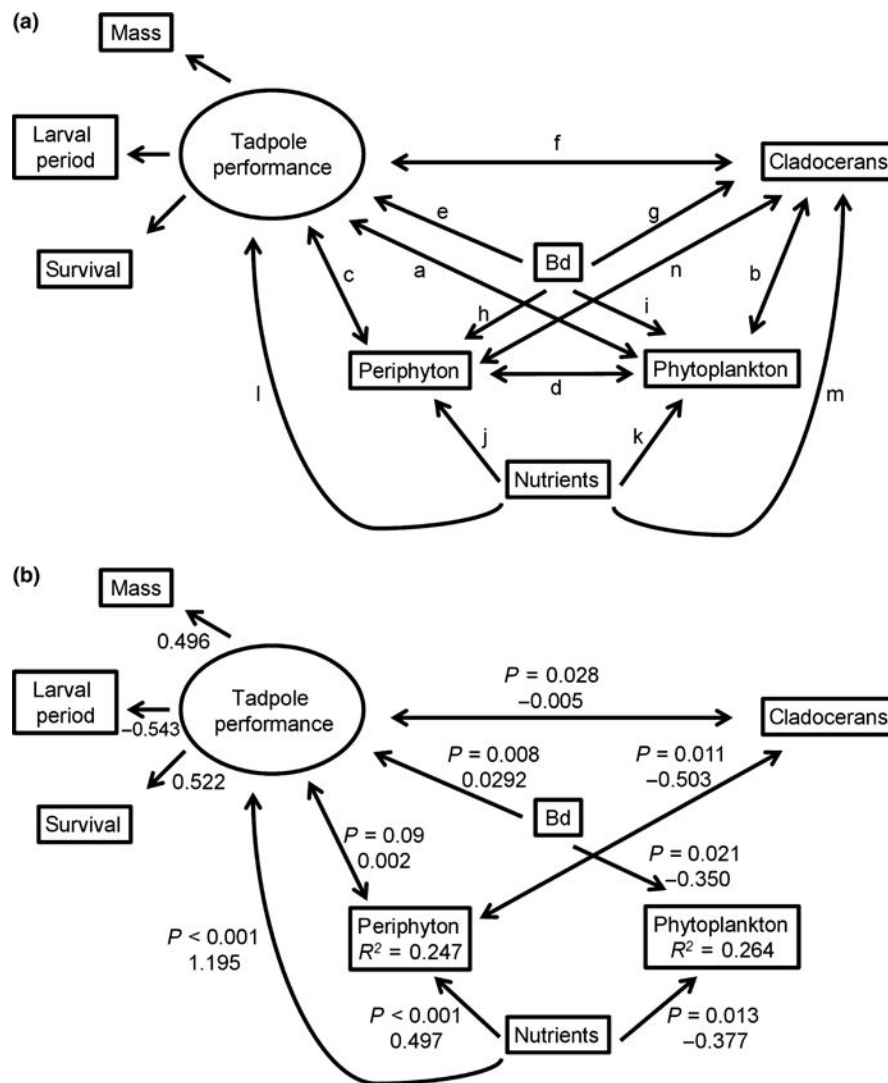 (a)
Mass
Larval
period
Tadpole
performance
Survival
f
Cladocerans
e
g
Bd
c
a
n
b
h
i
Periphyton
d
Phytoplankton
l
m
j
k
Nutrients
(b)
Mass
0.496
Larval
period
−0.543
Tadpole
performance
0.522
Survival
P = 0.028
−0.005
Cladocerans
P = 0.008
0.0292
P = 0.011
−0.503
Bd
P = 0.09
0.002
P = 0.021
−0.350
Periphyton
R² = 0.247
Phytoplankton
R² = 0.264
P < 0.001
1.195
P < 0.001
0.497
Nutrients
P = 0.013
−0.377